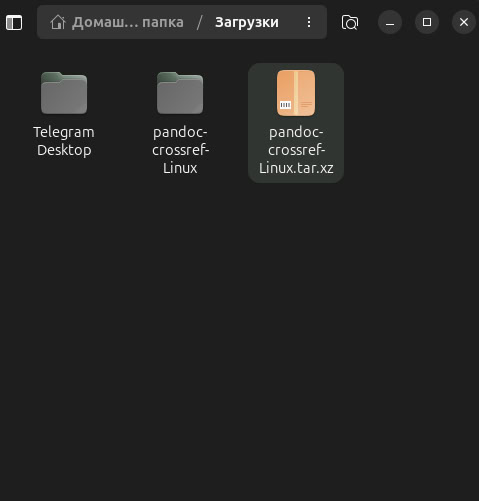 Домаш... папка / Загрузки
Telegram
Desktop
pandoc-
crossref-
Linux
pandoc-
crossref-
Linux.tar.xz